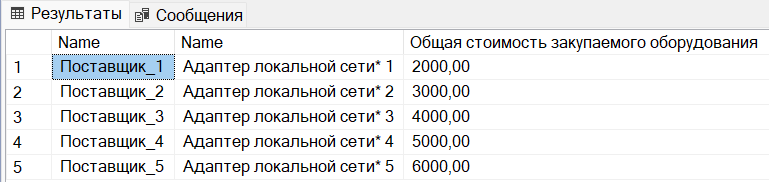 Результаты Сообщения
Name Name Общая стоимость закупаемого оборудования
1 Поставщик_1 Адаптер локальной сети* 1 2000,00
2 Поставщик_2 Адаптер локальной сети* 2 3000,00
3 Поставщик_3 Адаптер локальной сети* 3 4000,00
4 Поставщик_4 Адаптер локальной сети* 4 5000,00
5 Поставщик_5 Адаптер локальной сети* 5 6000,00